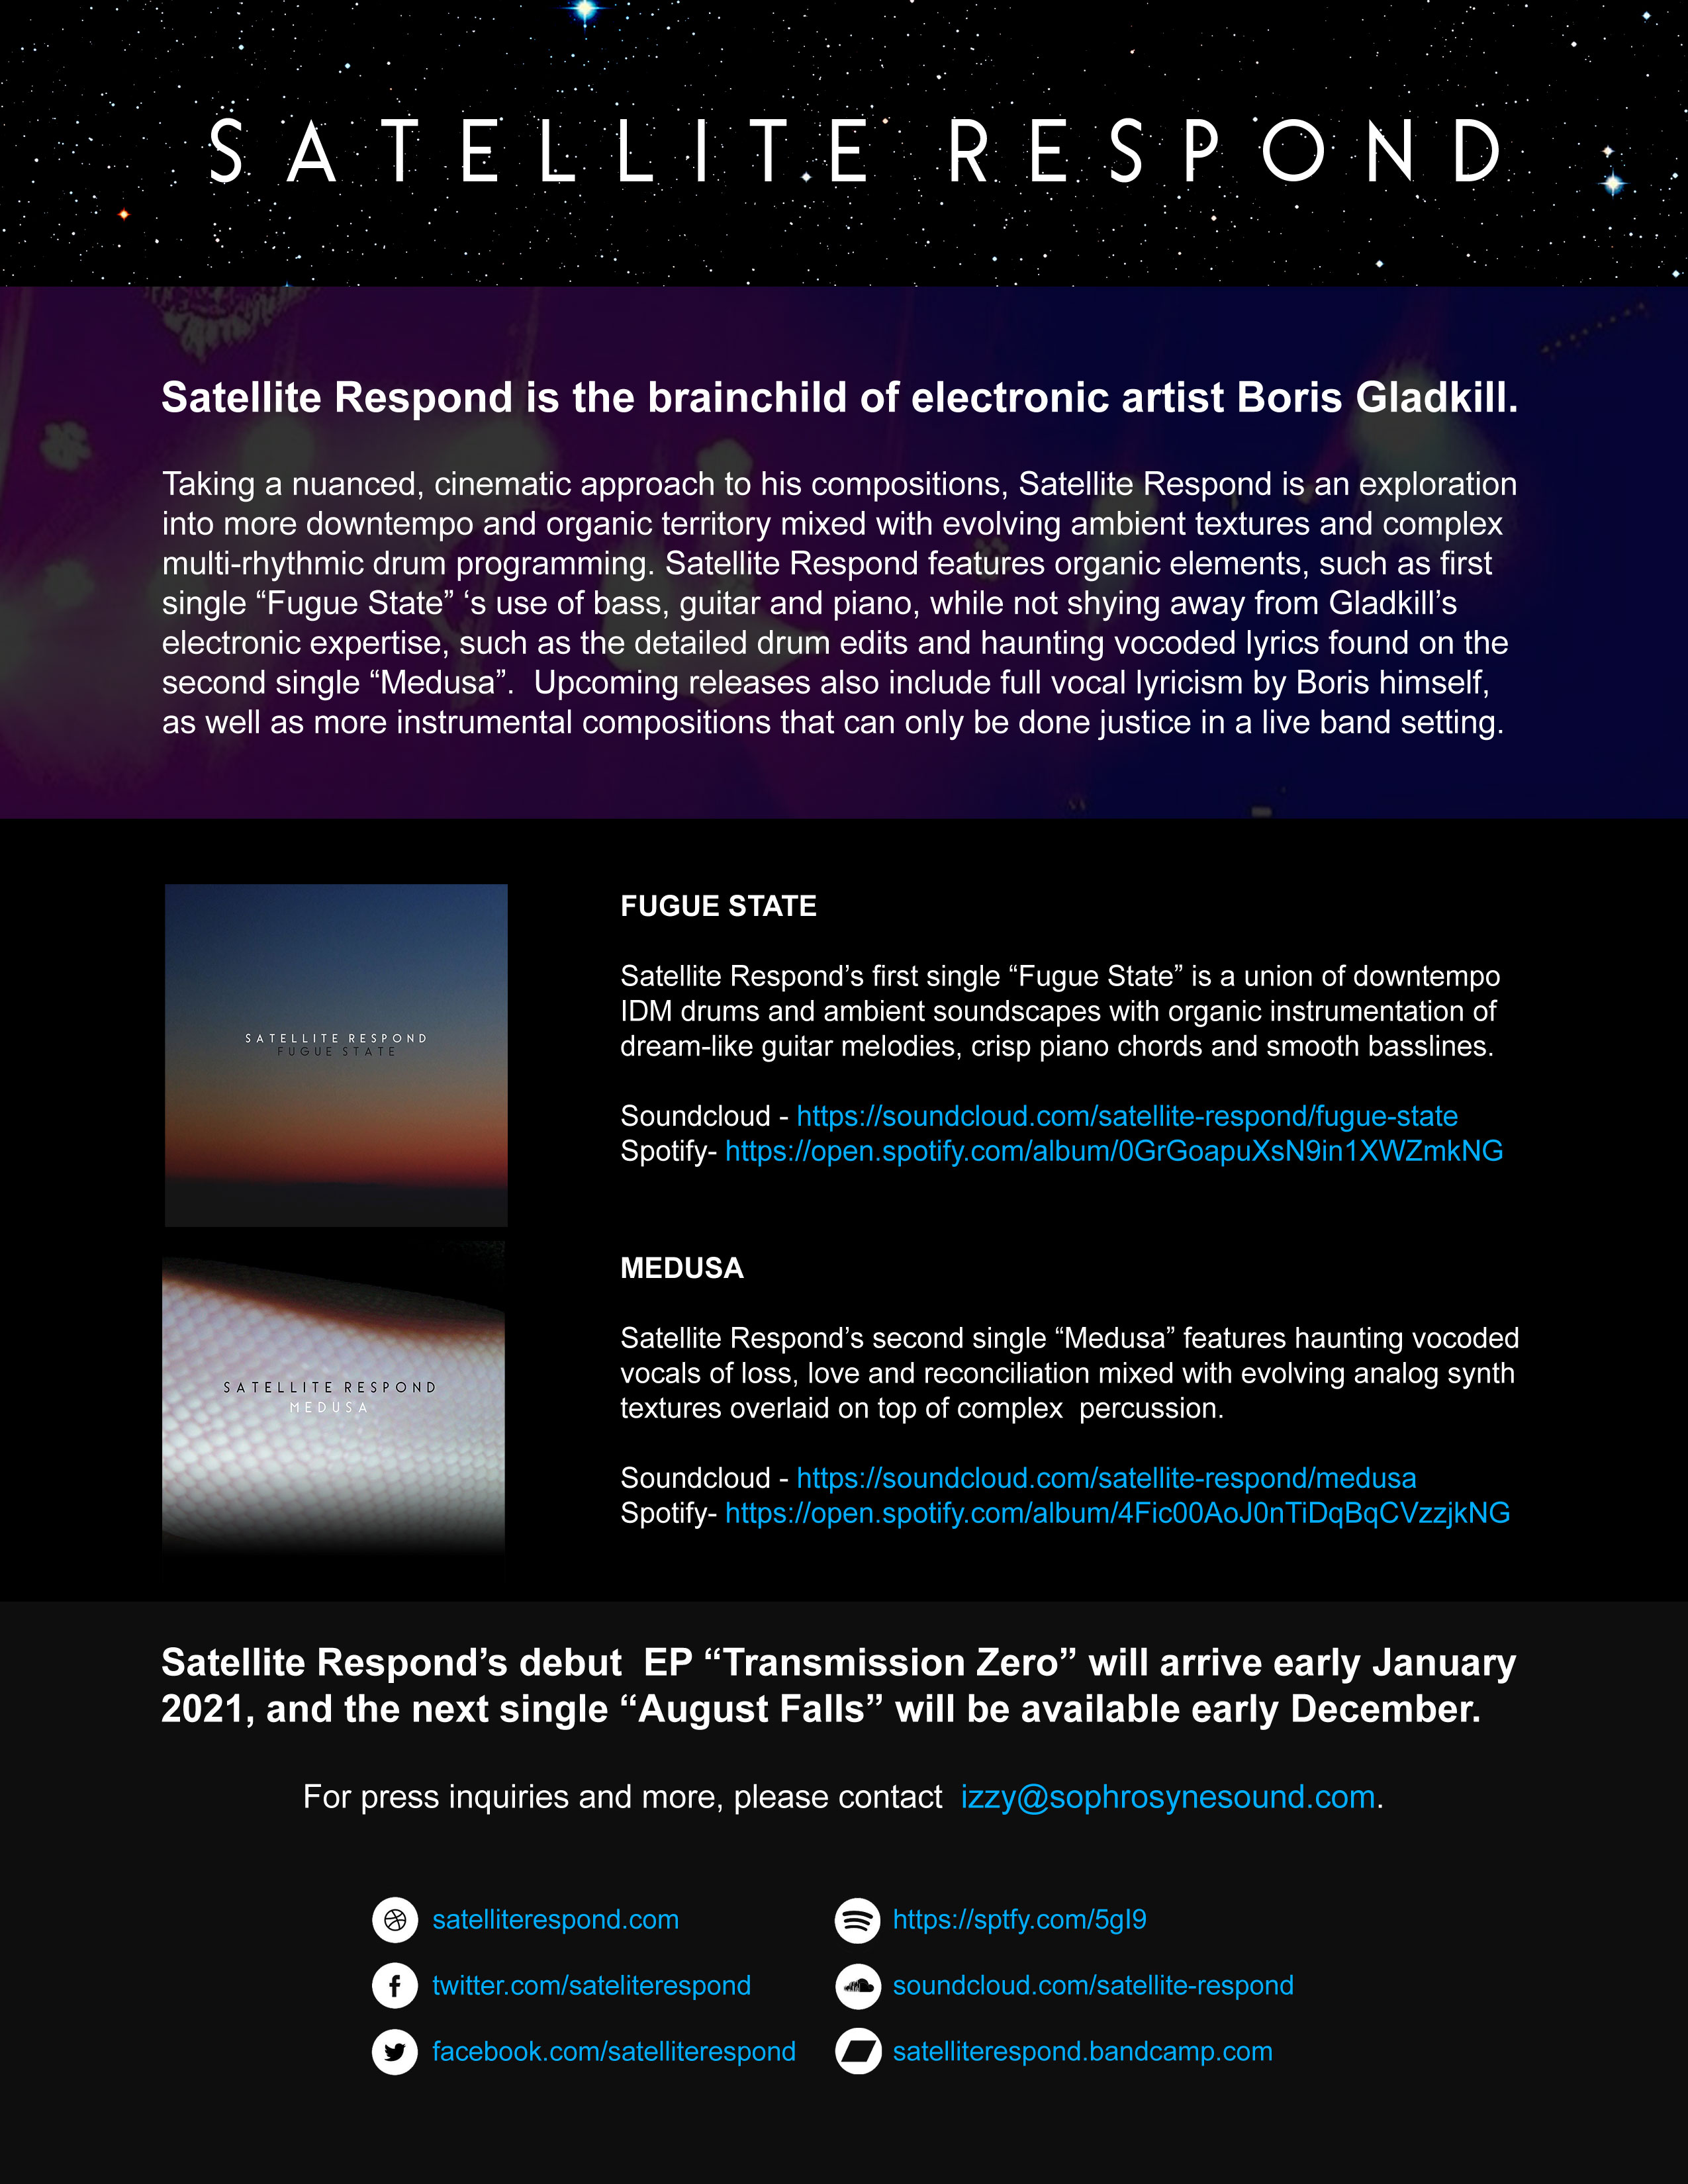 SATELLITE RESPOND
Satellite Respond is the brainchild of electronic artist Boris Gladkill.
Taking a nuanced, cinematic approach to his compositions, Satellite Respond is an exploration
into more downtempo and organic territory mixed with evolving ambient textures and complex
multi-rhythmic drum programming. Satellite Respond features organic elements, such as first
single “Fugue State” ‘s use of bass, guitar and piano, while not shying away from Gladkill’s
electronic expertise, such as the detailed drum edits and haunting vocoded lyrics found on the
second single “Medusa”.  Upcoming releases also include full vocal lyricism by Boris himself,
as well as more instrumental compositions that can only be done justice in a live band setting.
SATELLITE RESPOND
FUGUE STATE
FUGUE STATE
Satellite Respond’s first single “Fugue State” is a union of downtempo
IDM drums and ambient soundscapes with organic instrumentation of
dream-like guitar melodies, crisp piano chords and smooth basslines.
Soundcloud - https://soundcloud.com/satellite-respond/fugue-state
Spotify- https://open.spotify.com/album/0GrGoapuXsN9in1XWZmkNG
SATELLITE RESPOND
MEDUSA
MEDUSA
Satellite Respond’s second single “Medusa” features haunting vocoded
vocals of loss, love and reconciliation mixed with evolving analog synth
textures overlaid on top of complex  percussion.
Soundcloud - https://soundcloud.com/satellite-respond/medusa
Spotify- https://open.spotify.com/album/4Fic00AoJ0nTiDqBqCVzzjkNG
Satellite Respond’s debut  EP “Transmission Zero” will arrive early January
2021, and the next single “August Falls” will be available early December.
For press inquiries and more, please contact  izzy@sophrosynesound.com.
satelliterespond.com
twitter.com/sateliterespond
facebook.com/satelliterespond
https://sptfy.com/5gI9
soundcloud.com/satellite-respond
satelliterespond.bandcamp.com